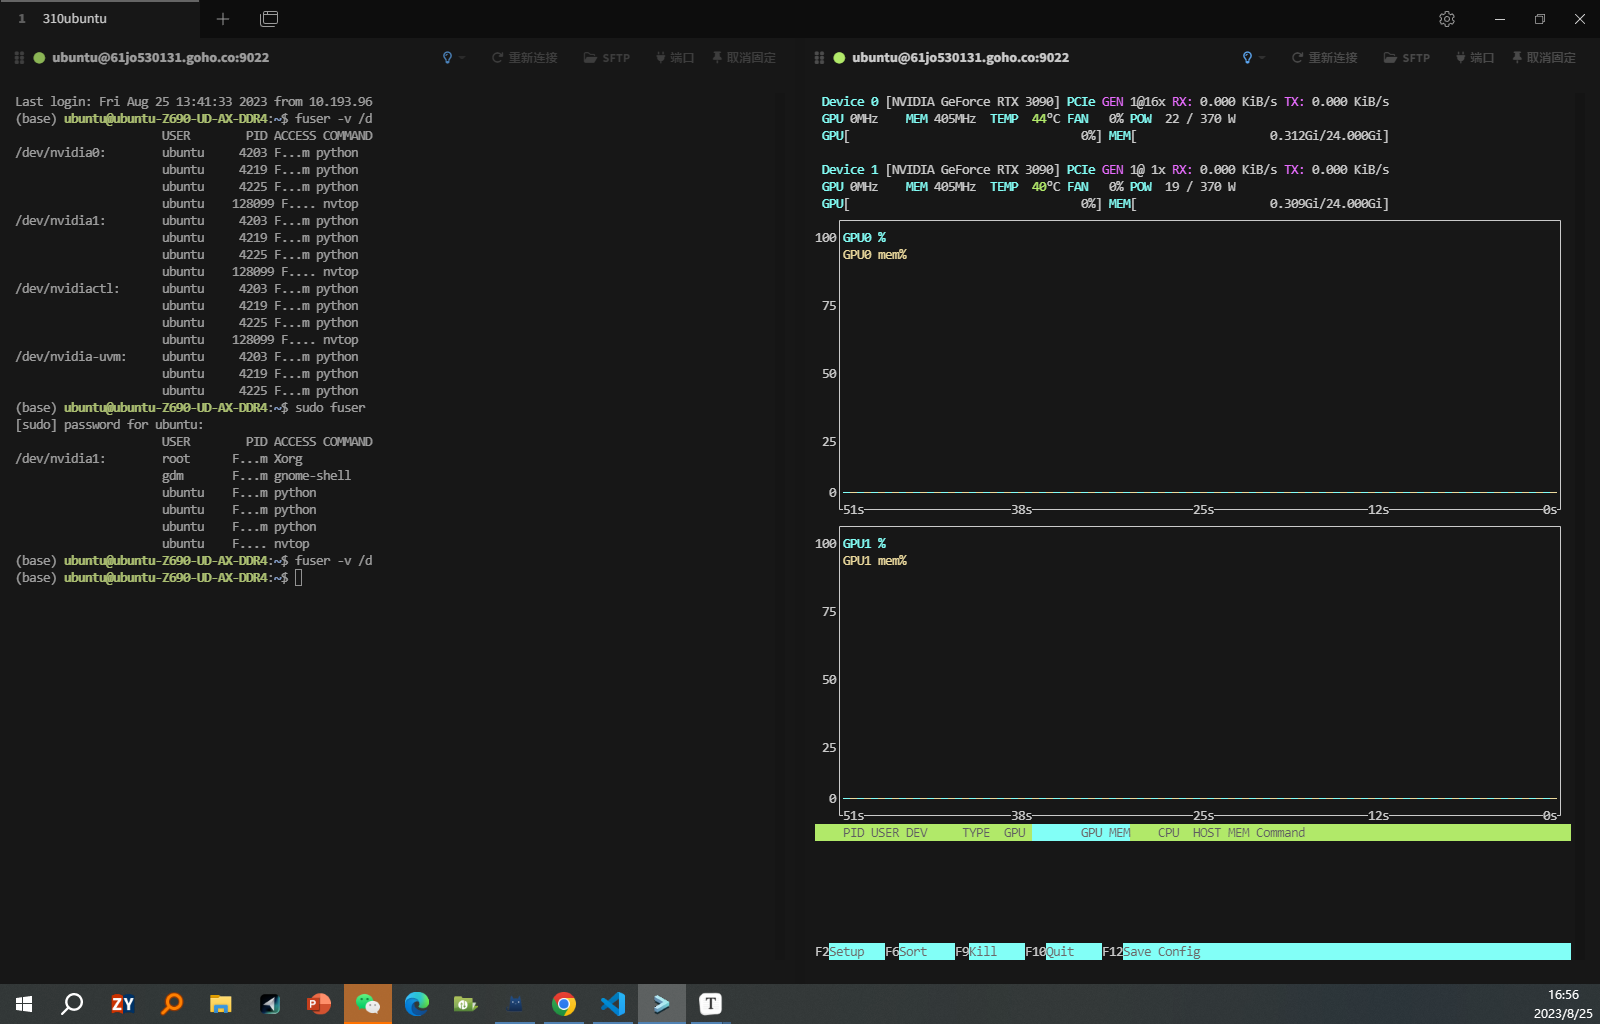 1 310ubuntu
ubuntu@61jo530131.goho.co:9022 重新连接 SFTP 端口 取消固定
Last login: Fri Aug 25 13:41:33 2023 from 10.193.96
(base) ubuntu@ubuntu-Z690-UD-AX-DDR4:~$ fuser -v /d
USER PID ACCESS COMMAND
/dev/nvidia0: ubuntu 4203 F...m python
ubuntu 4219 F...m python
ubuntu 4225 F...m python
ubuntu 128099 F.... nvtop
/dev/nvidia1: ubuntu 4203 F...m python
ubuntu 4219 F...m python
ubuntu 4225 F...m python
ubuntu 128099 F.... nvtop
/dev/nvidiactl: ubuntu 4203 F...m python
ubuntu 4219 F...m python
ubuntu 4225 F...m python
ubuntu 128099 F.... nvtop
/dev/nvidia-uvm: ubuntu 4203 F...m python
ubuntu 4219 F...m python
ubuntu 4225 F...m python
(base) ubuntu@ubuntu-Z690-UD-AX-DDR4:~$ sudo fuser
[sudo] password for ubuntu:
USER PID ACCESS COMMAND
/dev/nvidia1: root F...m Xorg
gdm F...m gnome-shell
ubuntu F...m python
ubuntu F...m python
ubuntu F...m python
ubuntu F.... nvtop
(base) ubuntu@ubuntu-Z690-UD-AX-DDR4:~$ fuser -v /d
(base) ubuntu@ubuntu-Z690-UD-AX-DDR4:~$
ubuntu@61jo530131.goho.co:9022 重新连接 SFTP 端口 取消固定
Device 0 [NVIDIA GeForce RTX 3090] PCIe GEN 1@16x RX: 0.000 KiB/s TX: 0.000 KiB/s
GPU 0MHz MEM 405MHz TEMP 44°C FAN 0% POW 22 / 370 W
GPU[ 0%] MEM[ 0.312Gi/24.000Gi]
Device 1 [NVIDIA GeForce RTX 3090] PCIe GEN 1@ 1x RX: 0.000 KiB/s TX: 0.000 KiB/s
GPU 0MHz MEM 405MHz TEMP 40°C FAN 0% POW 19 / 370 W
GPU[ 0%] MEM[ 0.309Gi/24.000Gi]
100 GPU0 %
GPU0 mem%
75
50
25
0
51s 38s 25s 12s 0s
100 GPU1 %
GPU1 mem%
75
50
25
0
51s 38s 25s 12s 0s
PID USER DEV TYPE GPU GPU MEM CPU HOST MEM Command
F2Setup F6Sort F9Kill F10Quit F12Save Config
ZY
P
T
16:56
2023/8/25